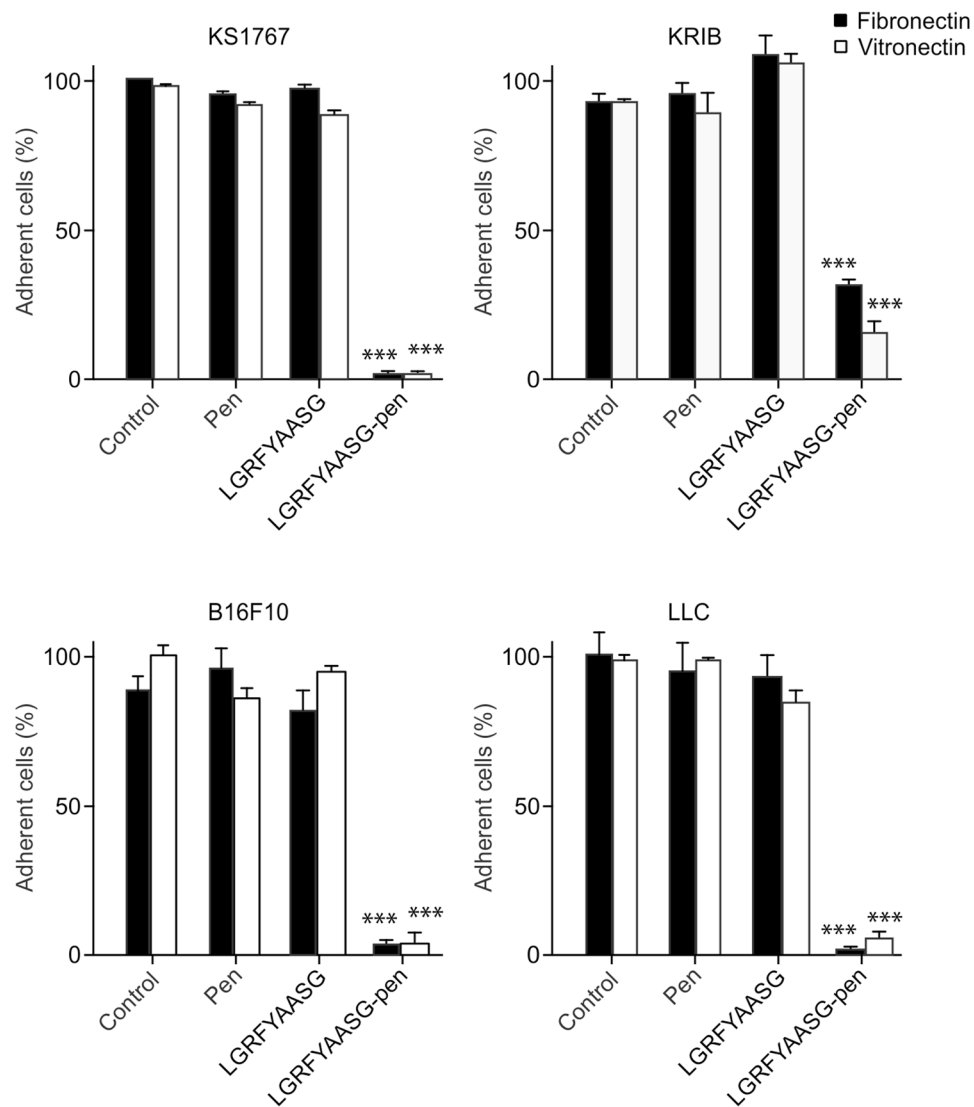 Fibronectin
Vitronectin
KS1767
Adherent cells (%)
100
50
0
***
***
Control
Pen
LGRFYAASG
LGRFYAASG-pen
KRIB
Adherent cells (%)
100
50
0
***
***
Control
Pen
LGRFYAASG
LGRFYAASG-pen
B16F10
Adherent cells (%)
100
50
0
***
***
Control
Pen
LGRFYAASG
LGRFYAASG-pen
LLC
Adherent cells (%)
100
50
0
***
***
Control
Pen
LGRFYAASG
LGRFYAASG-pen